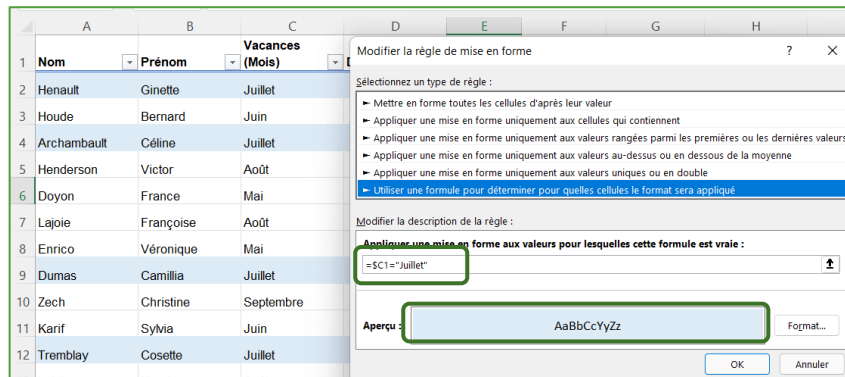 A B C D E F G H
1 Nom Prénom Vacances (Mois)
2 Henault Ginette Juillet
3 Houde Bernard Juin
4 Archambault Céline Juillet
5 Henderson Victor Août
6 Doyon France Mai
7 Lajoie Françoise Août
8 Enrico Véronique Mai
9 Dumas Camillia Juillet
10 Zech Christine Septembre
11 Karif Sylvia Juin
12 Tremblay Cosette Juillet
Modifier la règle de mise en forme ? ×
Sélectionnez un type de règle :
► Mettre en forme toutes les cellules d'après leur valeur
► Appliquer une mise en forme uniquement aux cellules qui contiennent
► Appliquer une mise en forme uniquement aux valeurs rangées parmi les premières ou les dernières valeurs
► Appliquer une mise en forme uniquement aux valeurs au-dessus ou en dessous de la moyenne
► Appliquer une mise en forme uniquement aux valeurs uniques ou en double
► Utiliser une formule pour déterminer pour quelles cellules le format sera appliqué
Modifier la description de la règle :
Appliquer une mise en forme aux valeurs pour lesquelles cette formule est vraie :
=$C1="Juillet"
Aperçu : AaBbCcYyZz Format...
OK Annuler